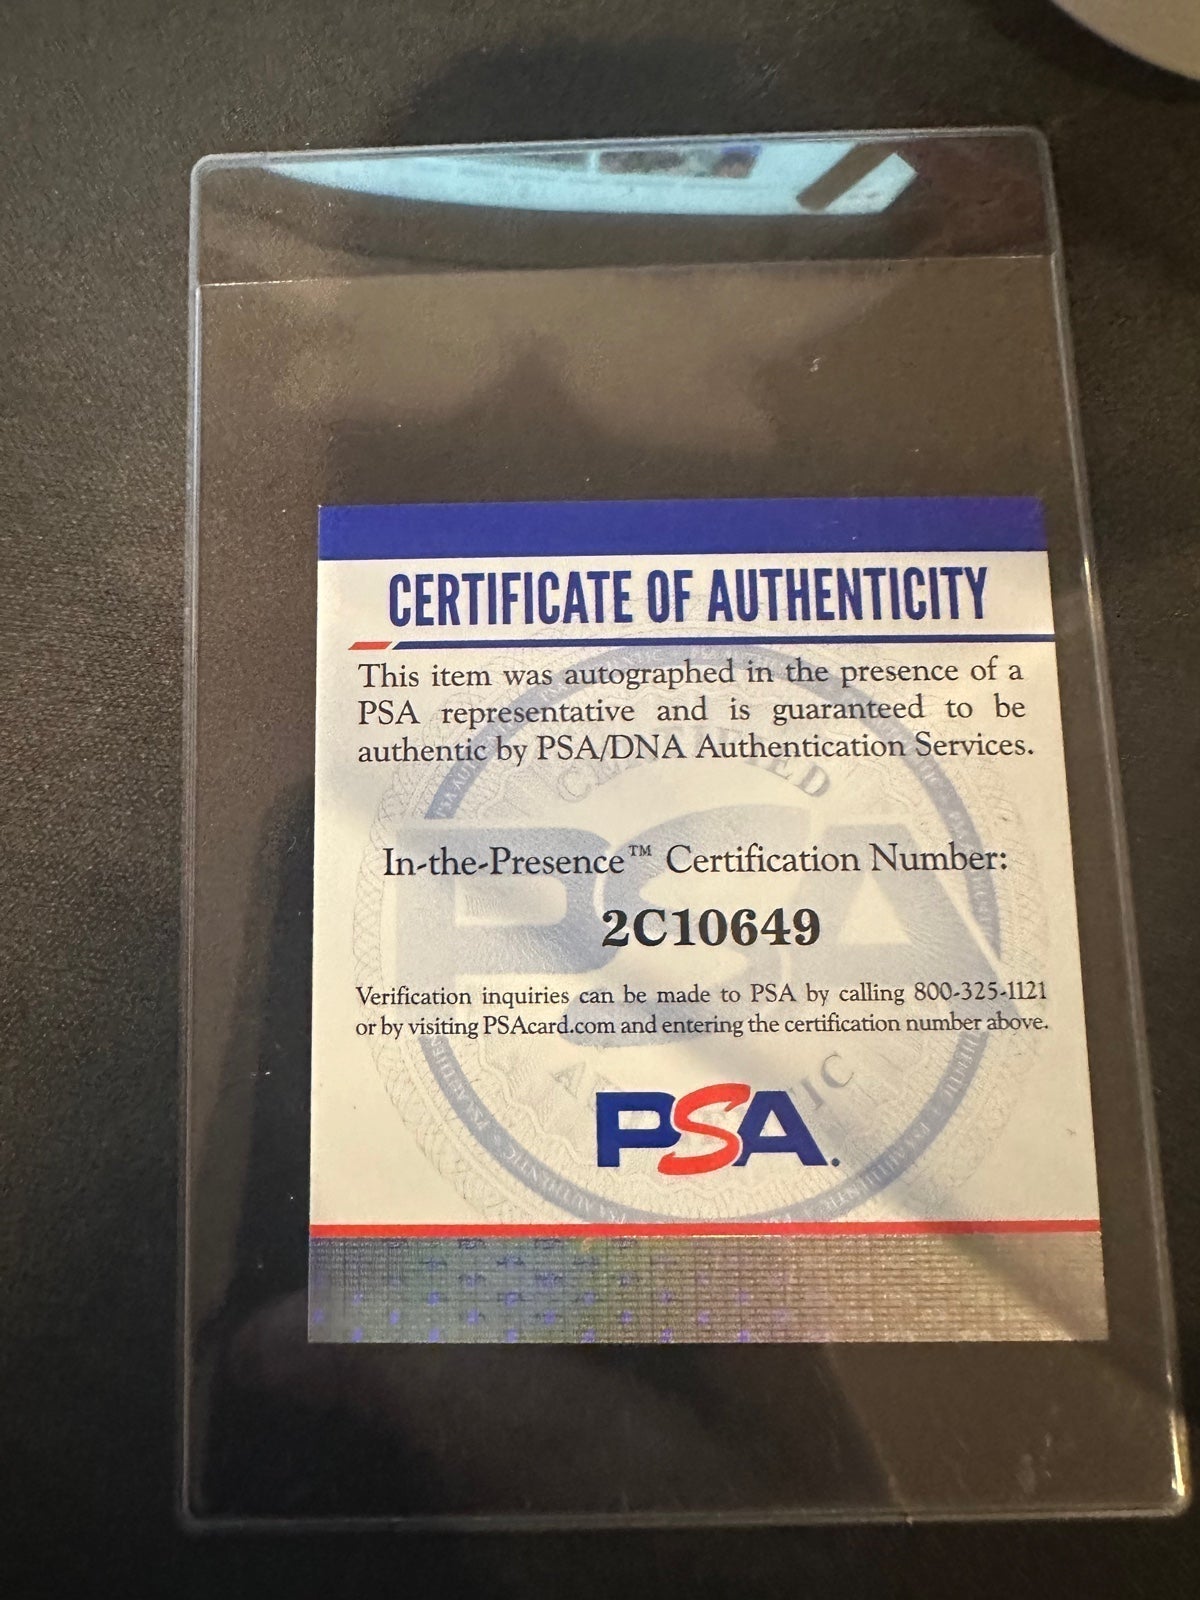 CERTIFICATE OF AUTHENTICITY
This item was autographed in the presence of a
PSA representative and is guaranteed to be
authentic by PSA/DNA Authentication Services.
CERTIFIED
PSA
In-the-Presence™ Certification Number:
2C10649
Verification inquiries can be made to PSA by calling 800-325-1121
or by visiting PSAcard.com and entering the certification number above.
PSA.